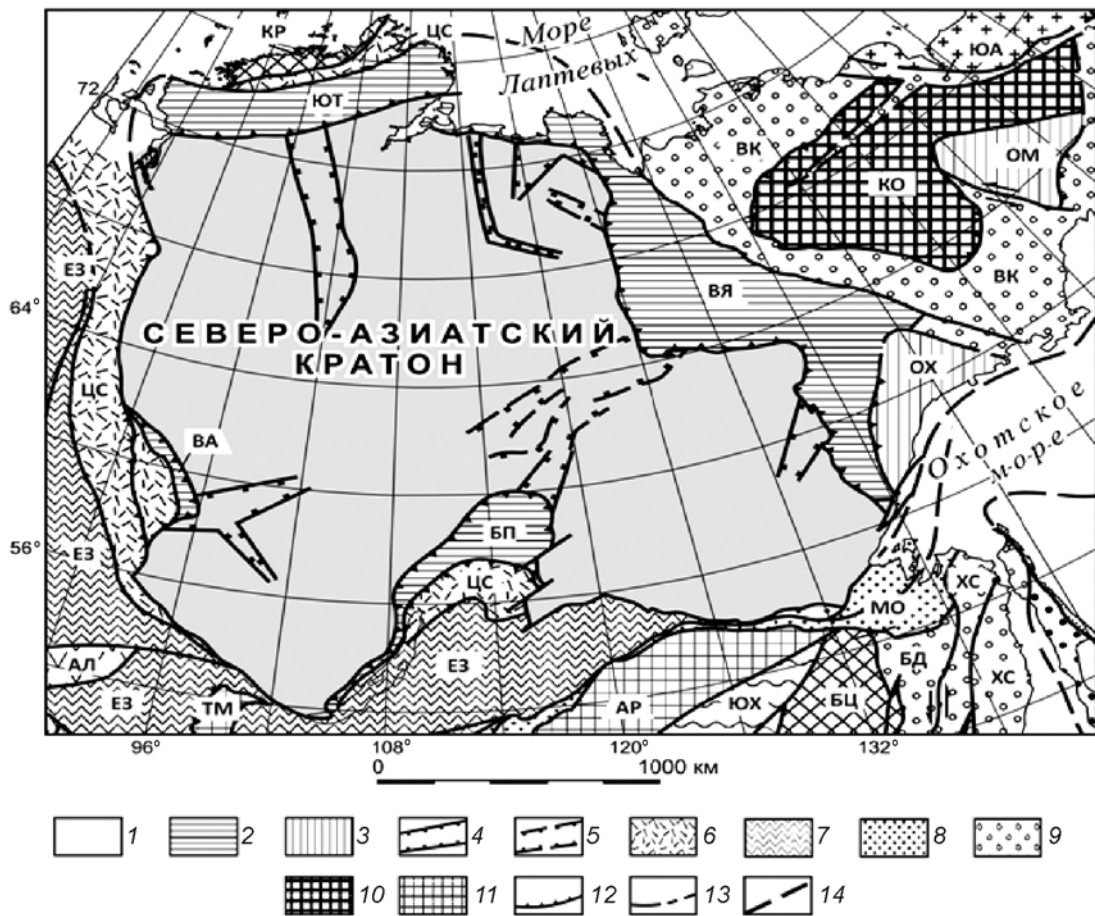 КР
ЦС
Море
Лаптевых
ЮА
72
ЮТ
ВК
ОМ
КО
ЕЗ
ВК
64°
ВЯ
СЕВЕРО-АЗИАТСКИЙ
КРАТОН
ЦС
ОХ
ВА
Охотское
море
56°
ЕЗ
БП
ЦС
ХС
МО
АЛ
ЕЗ
БД
ХС
ЕЗ
ТМ
АР
ЮХ
БЦ
96°
108°
120°
132°
0
1000 км
1
2
3
4
5
6
7
8
9
10
11
12
13
14